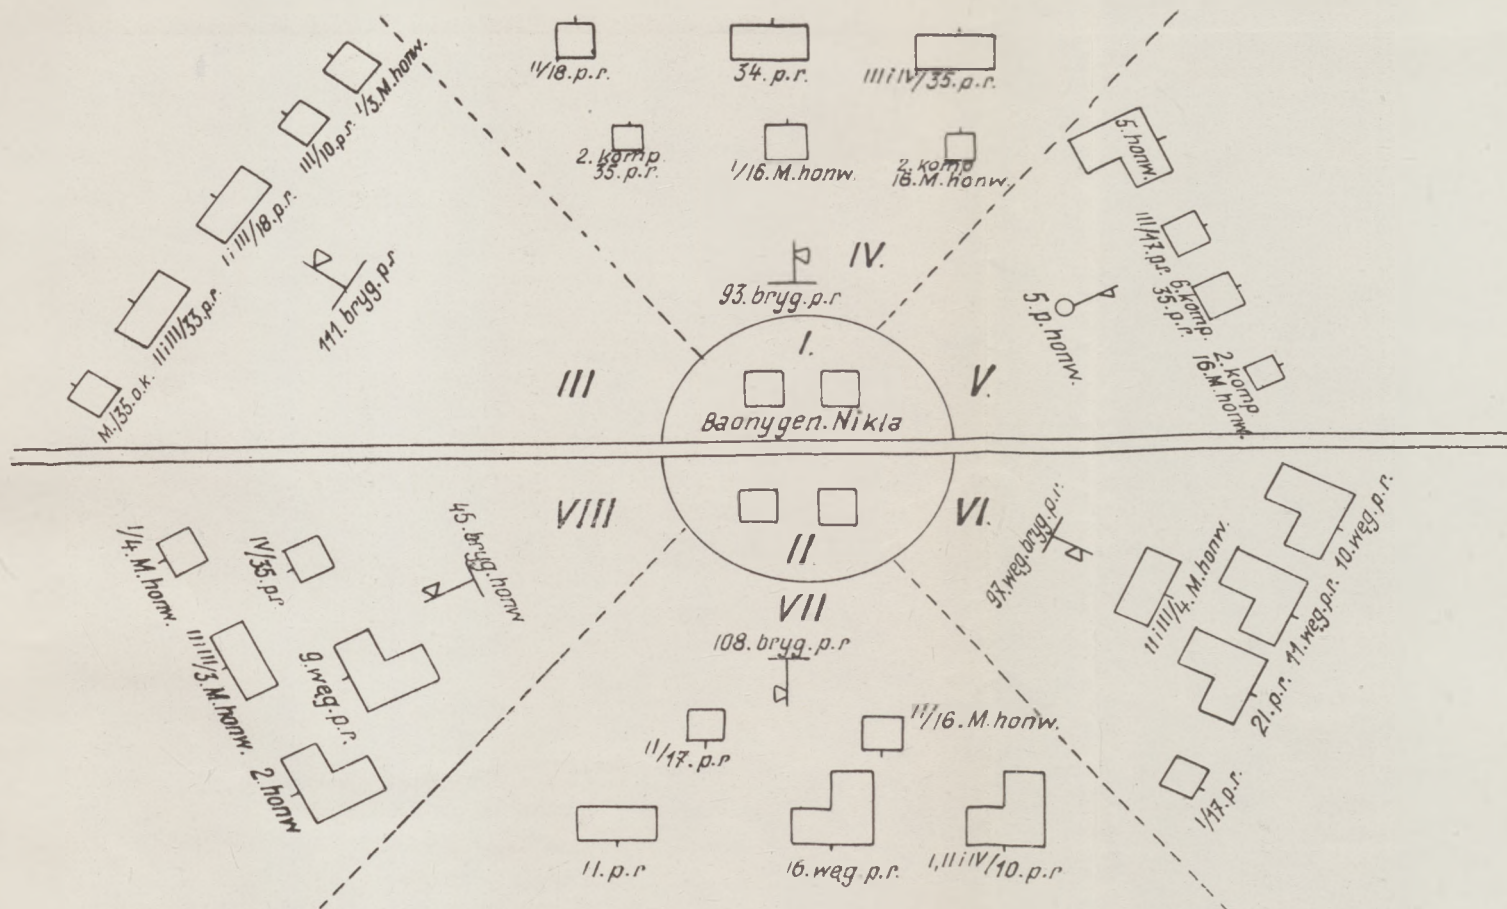 II/18.p.r.
34.p.r.
III i IV/35.p.r.
2.komp
35.p.r.
I/16.M.honw.
2.komp
16.M.honw.
IV.
93.bryg.p.r
I/3.M.honw.
III/10.p.r.
I i III/18.p.r.
II i III/33.p.r.
M./35.o.k.
111.bryg.p.r
III
I.
Baony gen. Nikla
II
V.
5.honw.
III/17.p.r.
6.komp.
35.p.r.
2.komp
16.M.honw.
5.p.honw.
VI.
97.węg.bryg.p.r.
10.węg.p.r.
11.węg.p.r.
21.p.r.
II i III/4.M.honw.
I/17.p.r.
VII
108.bryg.p.r
II/17.p.r
III/16.M.honw.
11.p.r
16.węg p.r.
I,II i IV/10.p.r
VIII
45.bryg.honw
I/4.M.honw.
IV/35.p.r
II i III/3.M.honw.
9.węg.p.r.
2.honw